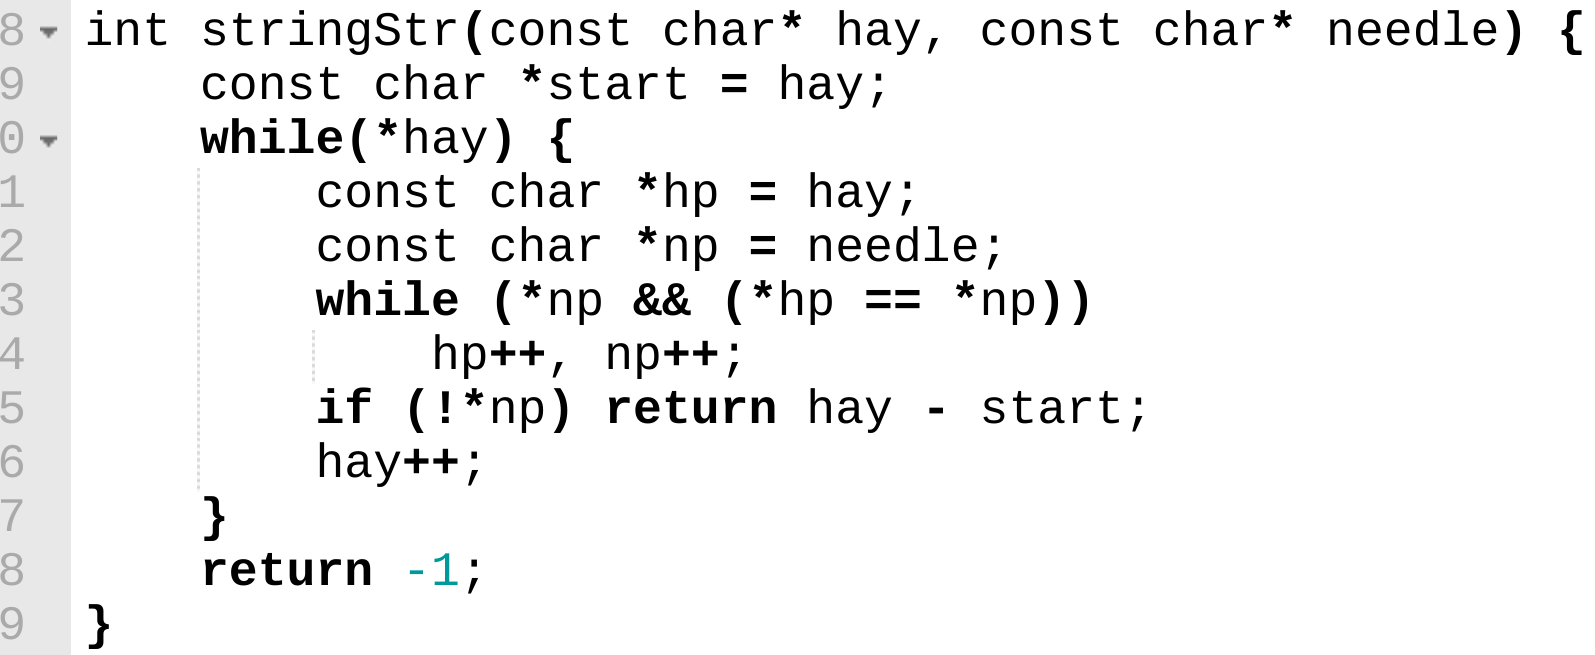 8 int stringStr(const char* hay, const char* needle) {
9     const char *start = hay;
0     while(*hay) {
1         const char *hp = hay;
2         const char *np = needle;
3         while (*np && (*hp == *np))
4             hp++, np++;
5         if (!*np) return hay - start;
6         hay++;
7     }
8     return -1;
9 }